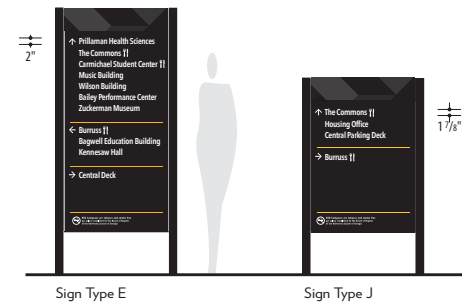 2"
↑ Prillaman Health Sciences
The Commons
Carmichael Student Center
Music Building
Wilson Building
Bailey Performance Center
Zuckerman Museum
← Burruss
Bagwell Education Building
Kennesaw Hall
→ Central Deck
Sign Type E
↑ The Commons
Housing Office
Central Parking Deck
→ Burruss
1 7/8"
Sign Type J